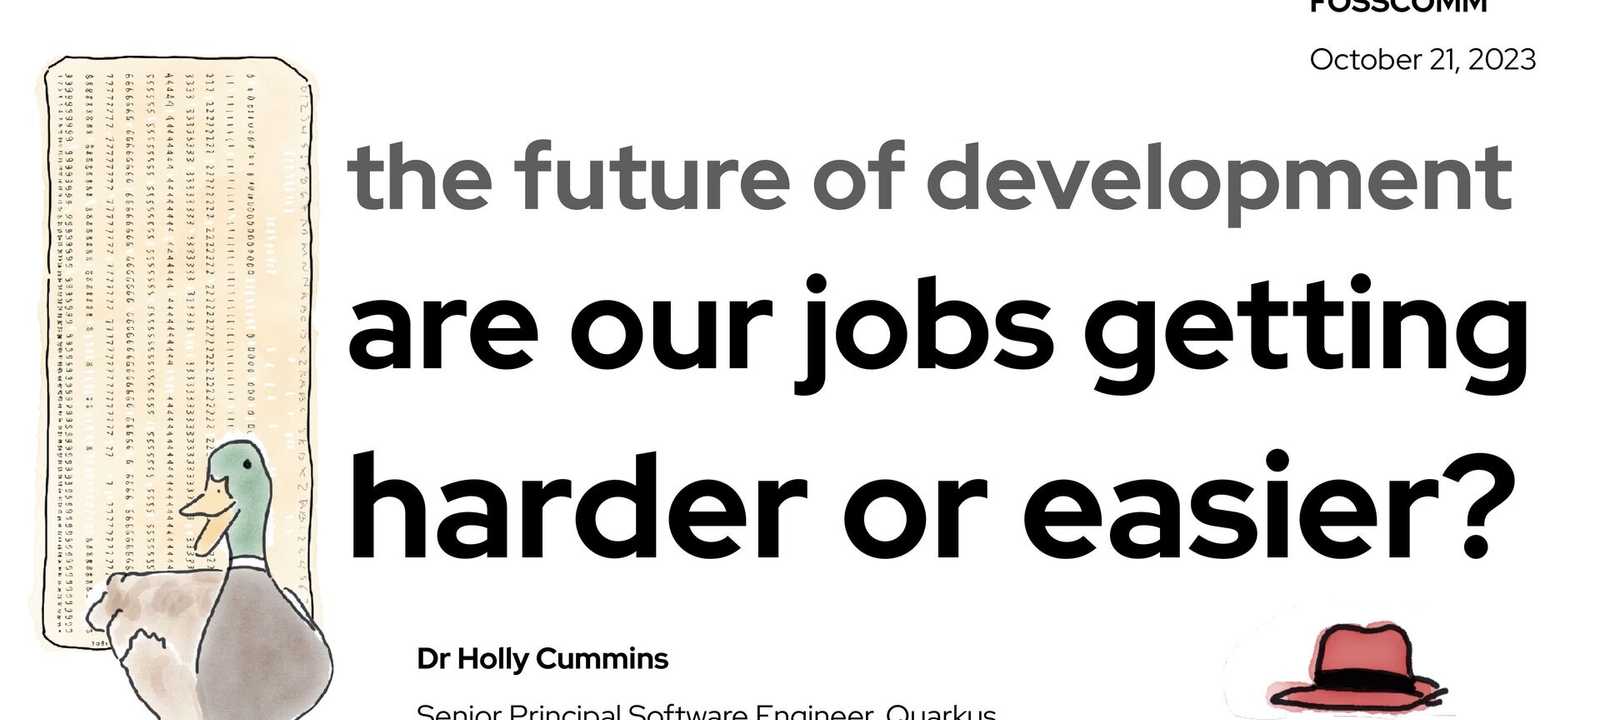 FOSSCOMM
October 21, 2023
the future of development
are our jobs getting
harder or easier?
Dr Holly Cummins
Senior Principal Software Engineer, Quarkus